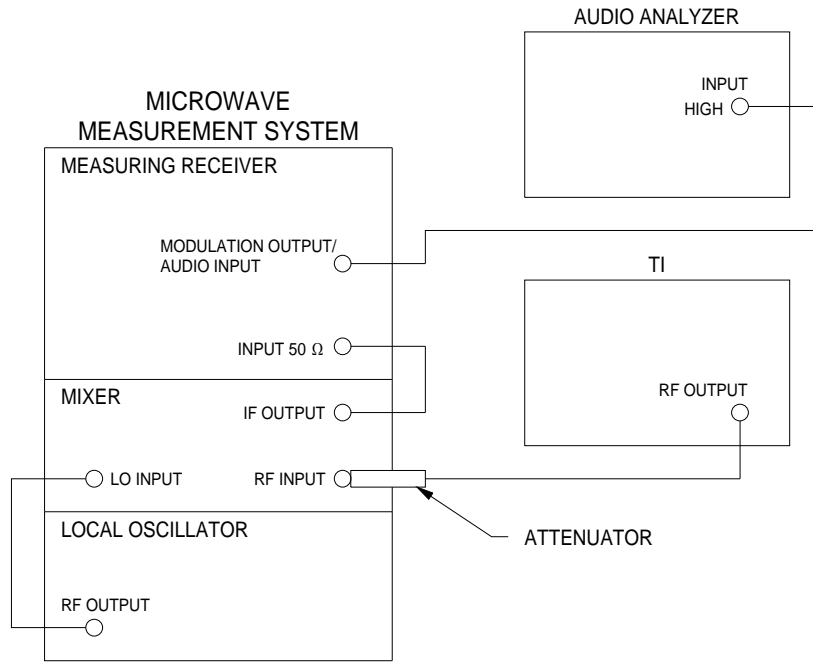 AUDIO ANALYZER
INPUT
HIGH
MICROWAVE
MEASUREMENT SYSTEM
MEASURING RECEIVER
MODULATION OUTPUT/
AUDIO INPUT
TI
INPUT 50 Ω
MIXER
IF OUTPUT
RF OUTPUT
LO INPUT
RF INPUT
LOCAL OSCILLATOR
ATTENUATOR
RF OUTPUT